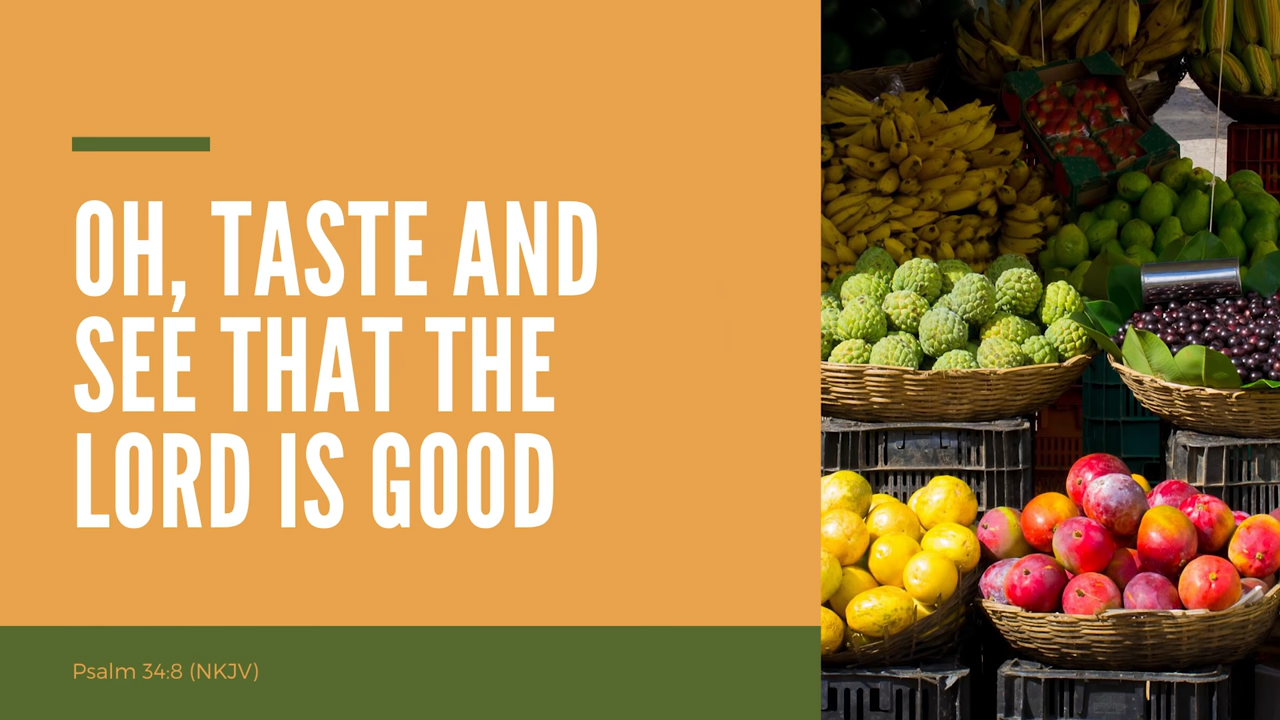 OH, TASTE AND
SEE THAT THE
LORD IS GOOD
Psalm 34:8 (NKJV)